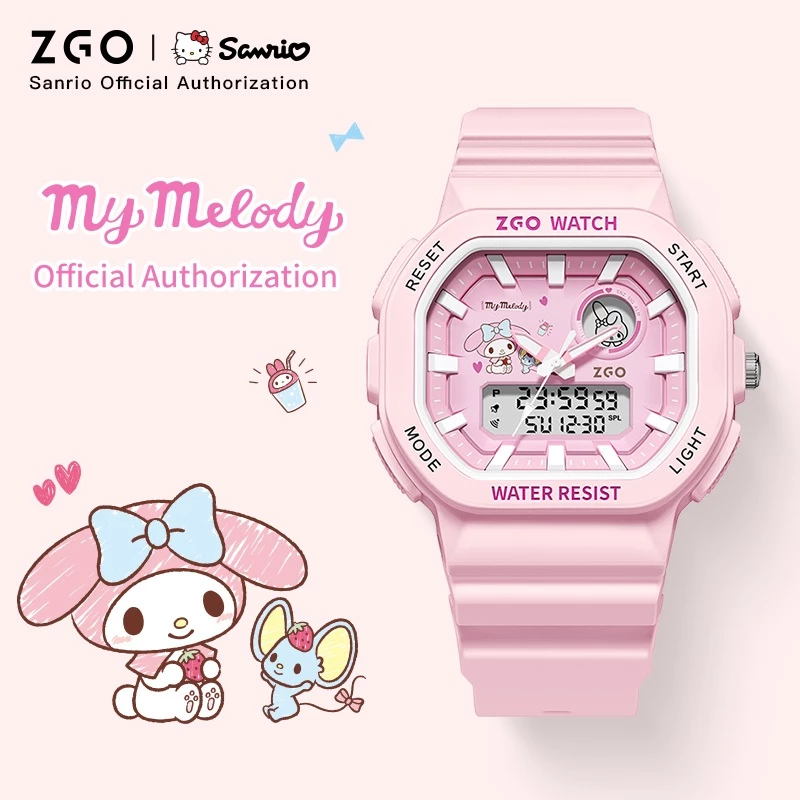 ZGO | Sanrio
Sanrio Official Authorization
My Melody
Official Authorization
ZGO WATCH
RESET
START
My Melody
ZGO
P 23:59 59
SU 12-30 SPL
MODE
LIGHT
WATER RESIST